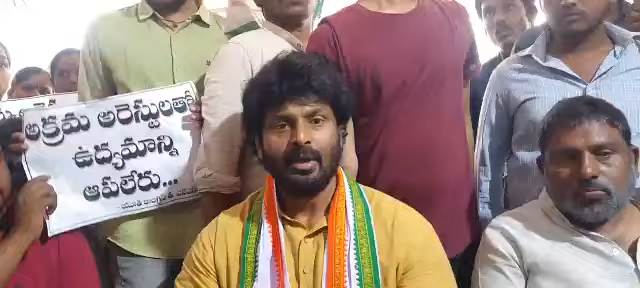 అక్రమ అరెస్టులతో
ఉద్యమాన్ని
ఆపలేరు...
యూత్ కాంగ్రెస్